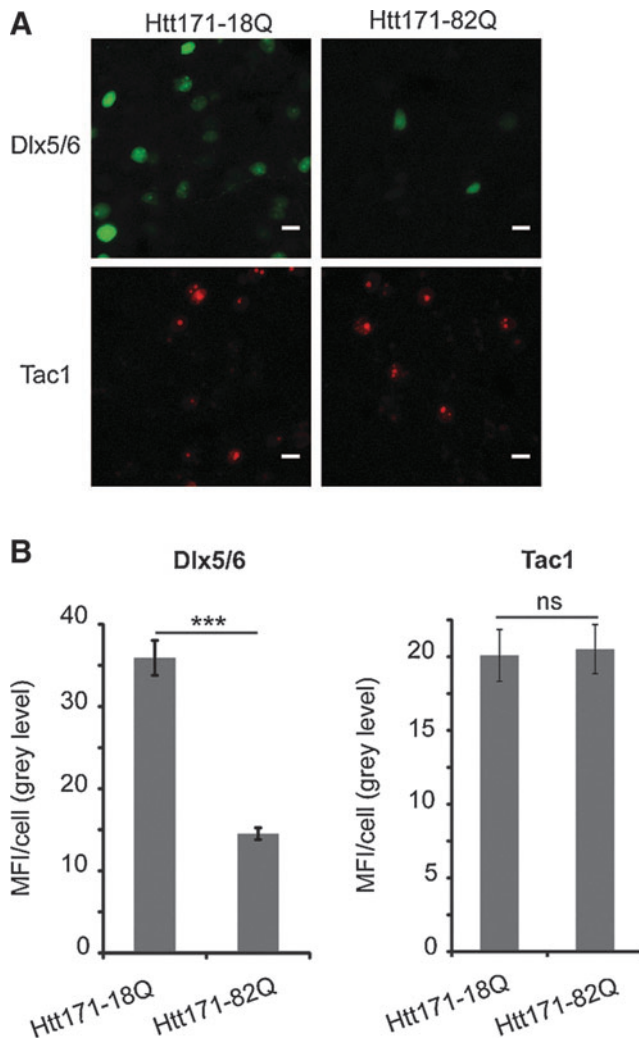 A
Htt171-18Q Htt171-82Q
Dlx5/6
Tac1
B
Dlx5/6
MFI/cell (grey level)
40
30
20
10
0
***
Htt171-18Q
Htt171-82Q
Tac1
MFI/cell (grey level)
20
15
10
5
0
ns
Htt171-18Q
Htt171-82Q